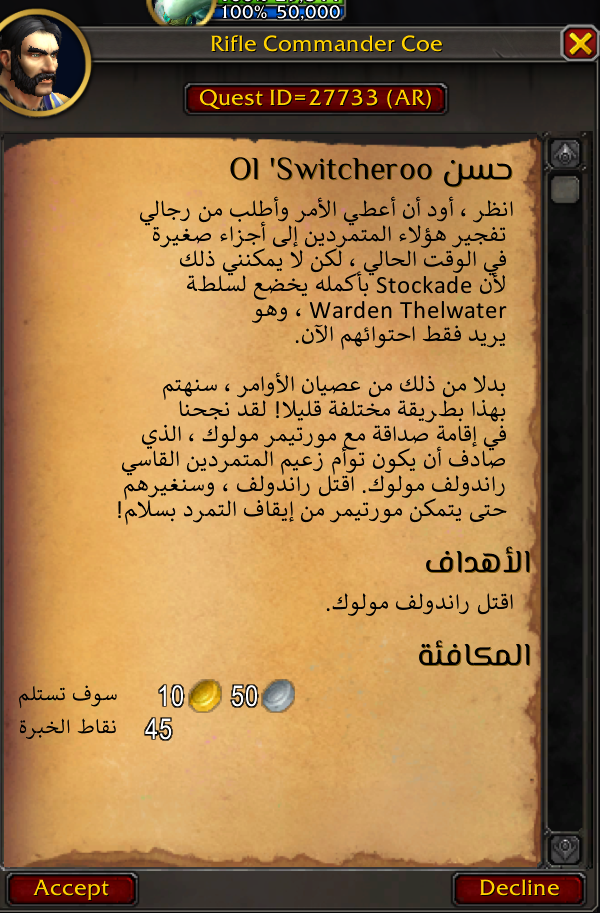 100% 50,000
Rifle Commander Coe
Quest ID=27733 (AR)
حسن Ol 'Switcheroo
انظر ، أود أن أعطي الأمر وأطلب من رجالي
تفجير هؤلاء المتمردين إلى أجزاء صغيرة
في الوقت الحالي ، لكن لا يمكنني ذلك
لأن Stockade بأكمله يخضع لسلطة
Warden Thelwater ، وهو
يريد فقط احتوائهم الآن.
بدلا من ذلك من عصيان الأوامر ، سنهتم
بهذا بطريقة مختلفة قليلا! لقد نجحنا
في إقامة صداقة مع مورتيمر مولوك ، الذي
صادف أن يكون توأم زعيم المتمردين القاسي
راندولف مولوك. اقتل راندولف ، وسنغيرهم
حتى يتمكن مورتيمر من إيقاف التمرد بسلام!
الأهداف
اقتل راندولف مولوك.
المكافئة
سوف تستلم 10 50
نقاط الخبرة 45
Accept
Decline